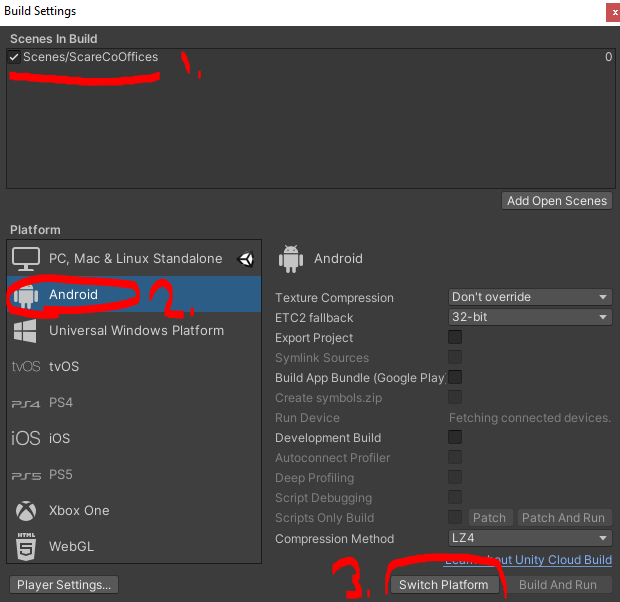 Build Settings
x
Scenes In Build
Scenes/ScareCoOffices 0
1.
Add Open Scenes
Platform
PC, Mac & Linux Standalone
Android
2.
Universal Windows Platform
tvOS tvOS
PS4 PS4
iOS iOS
PS5 PS5
Xbox One
HTML 5 WebGL
Android
Texture Compression Don't override
ETC2 fallback 32-bit
Export Project
Symlink Sources
Build App Bundle (Google Play)
Create symbols.zip
Run Device Fetching connected devices.
Development Build
Autoconnect Profiler
Deep Profiling
Script Debugging
Scripts Only Build Patch Patch And Run
Compression Method LZ4
Learn about Unity Cloud Build
3.
Player Settings... Switch Platform Build And Run